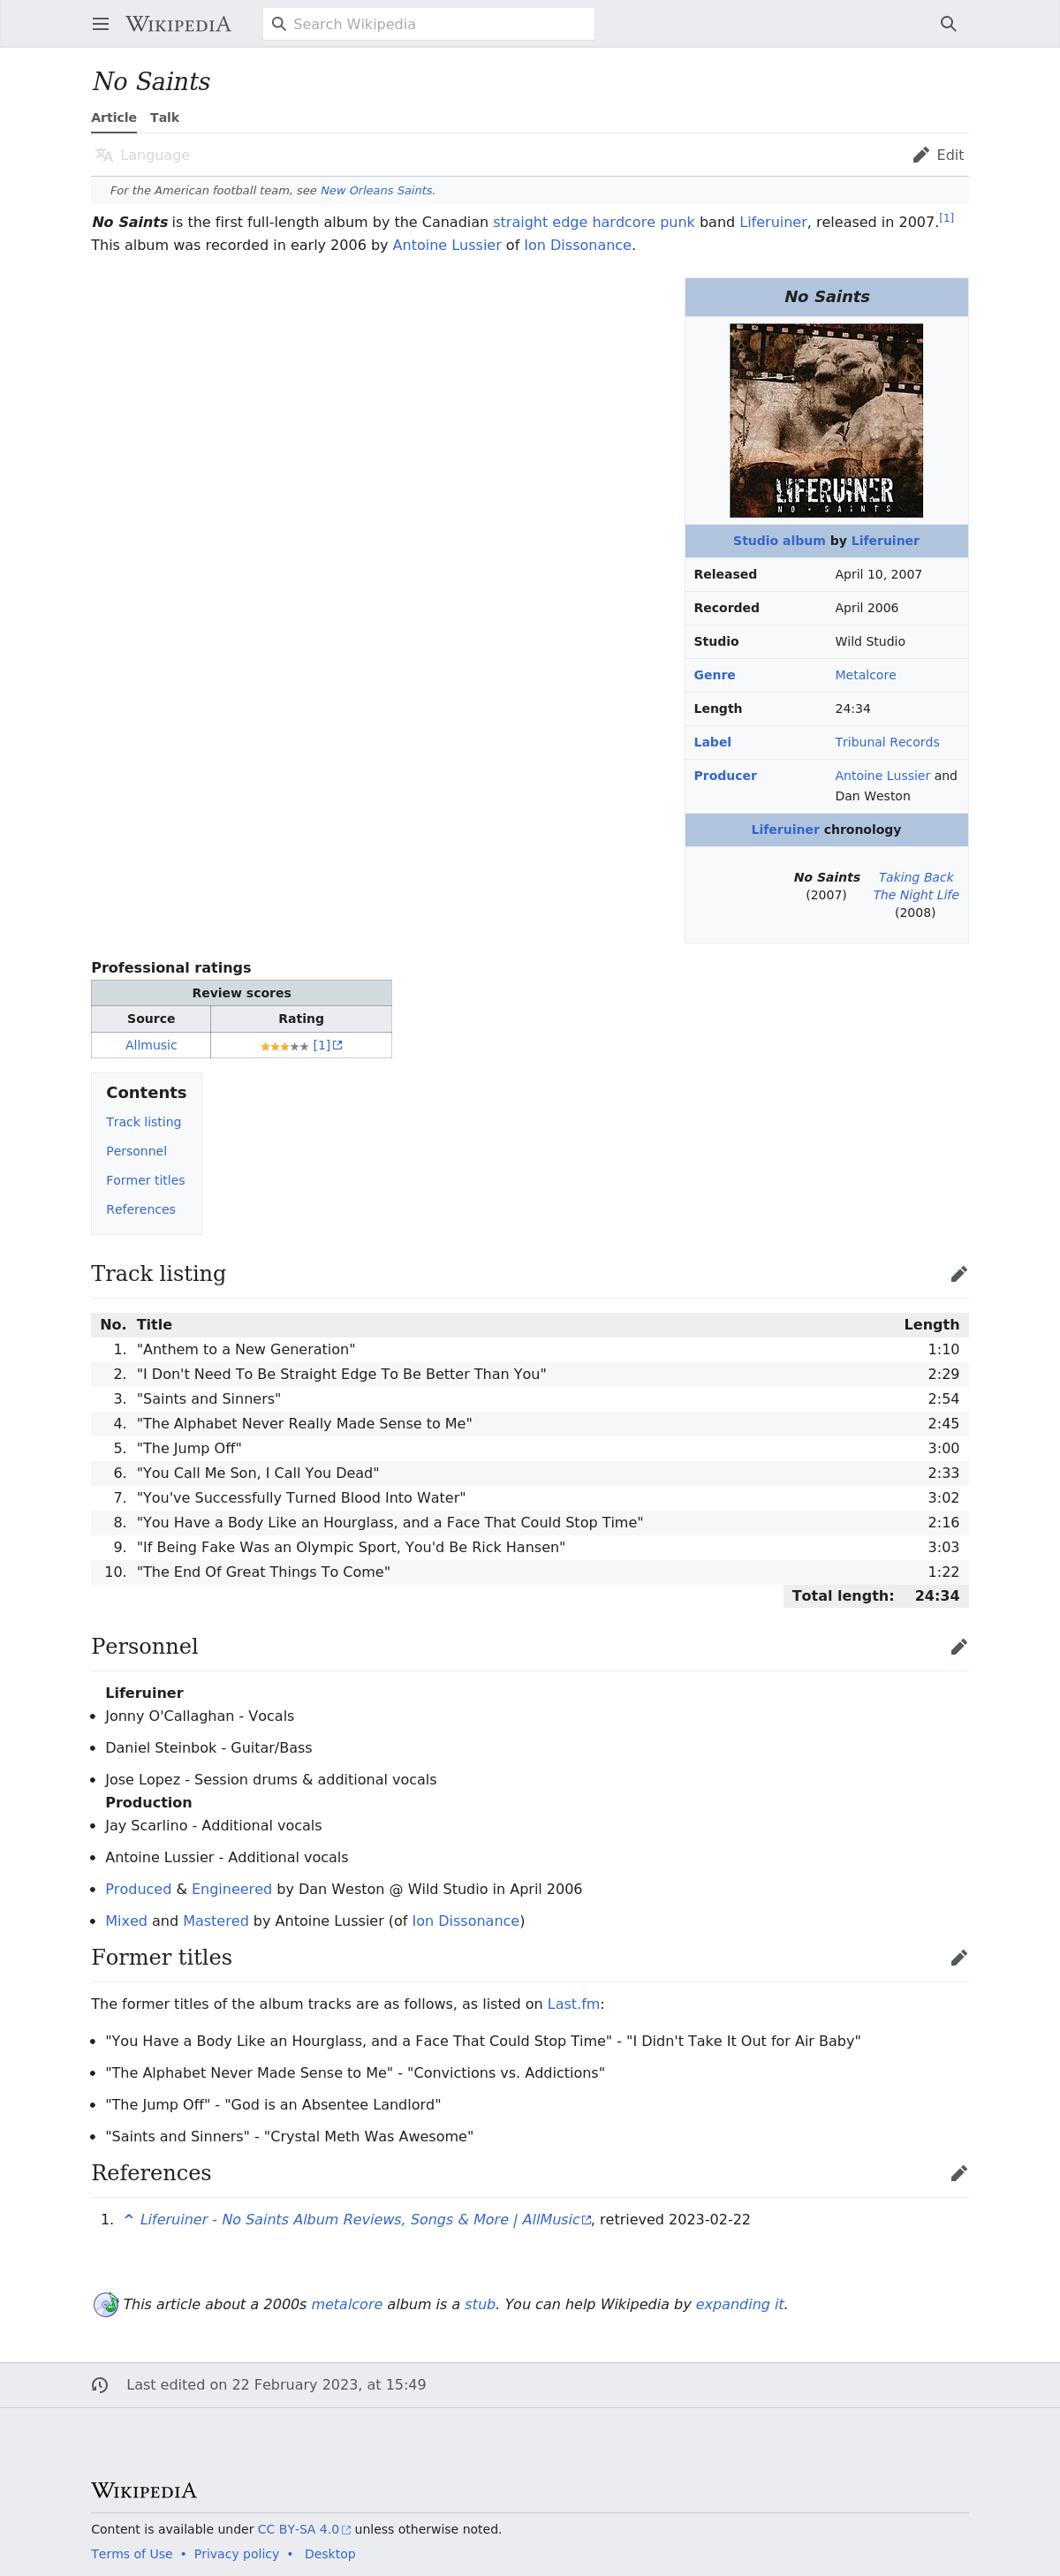 WIKIPEDIA
Search Wikipedia
No Saints
Article Talk
Language
Edit
For the American football team, see New Orleans Saints.
No Saints is the first full-length album by the Canadian straight edge hardcore punk band Liferuiner, released in 2007.[1]
This album was recorded in early 2006 by Antoine Lussier of Ion Dissonance.
No Saints
LIFERUINER
NO • SAINTS
Studio album by Liferuiner
Released April 10, 2007
Recorded April 2006
Studio Wild Studio
Genre Metalcore
Length 24:34
Label Tribunal Records
Producer Antoine Lussier and
Dan Weston
Liferuiner chronology
No Saints
(2007)
Taking Back
The Night Life
(2008)
Professional ratings
Review scores
Source Rating
Allmusic ★★★★★ [1]
Contents
Track listing
Personnel
Former titles
References
Track listing
No. Title Length
1. "Anthem to a New Generation" 1:10
2. "I Don't Need To Be Straight Edge To Be Better Than You" 2:29
3. "Saints and Sinners" 2:54
4. "The Alphabet Never Really Made Sense to Me" 2:45
5. "The Jump Off" 3:00
6. "You Call Me Son, I Call You Dead" 2:33
7. "You've Successfully Turned Blood Into Water" 3:02
8. "You Have a Body Like an Hourglass, and a Face That Could Stop Time" 2:16
9. "If Being Fake Was an Olympic Sport, You'd Be Rick Hansen" 3:03
10. "The End Of Great Things To Come" 1:22
Total length: 24:34
Personnel
Liferuiner
• Jonny O'Callaghan - Vocals
• Daniel Steinbok - Guitar/Bass
• Jose Lopez - Session drums & additional vocals
Production
• Jay Scarlino - Additional vocals
• Antoine Lussier - Additional vocals
• Produced & Engineered by Dan Weston @ Wild Studio in April 2006
• Mixed and Mastered by Antoine Lussier (of Ion Dissonance)
Former titles
The former titles of the album tracks are as follows, as listed on Last.fm:
• "You Have a Body Like an Hourglass, and a Face That Could Stop Time" - "I Didn't Take It Out for Air Baby"
• "The Alphabet Never Made Sense to Me" - "Convictions vs. Addictions"
• "The Jump Off" - "God is an Absentee Landlord"
• "Saints and Sinners" - "Crystal Meth Was Awesome"
References
1. ^ Liferuiner - No Saints Album Reviews, Songs & More | AllMusic, retrieved 2023-02-22
This article about a 2000s metalcore album is a stub. You can help Wikipedia by expanding it.
Last edited on 22 February 2023, at 15:49
WIKIPEDIA
Content is available under CC BY-SA 4.0 unless otherwise noted.
Terms of Use • Privacy policy • Desktop